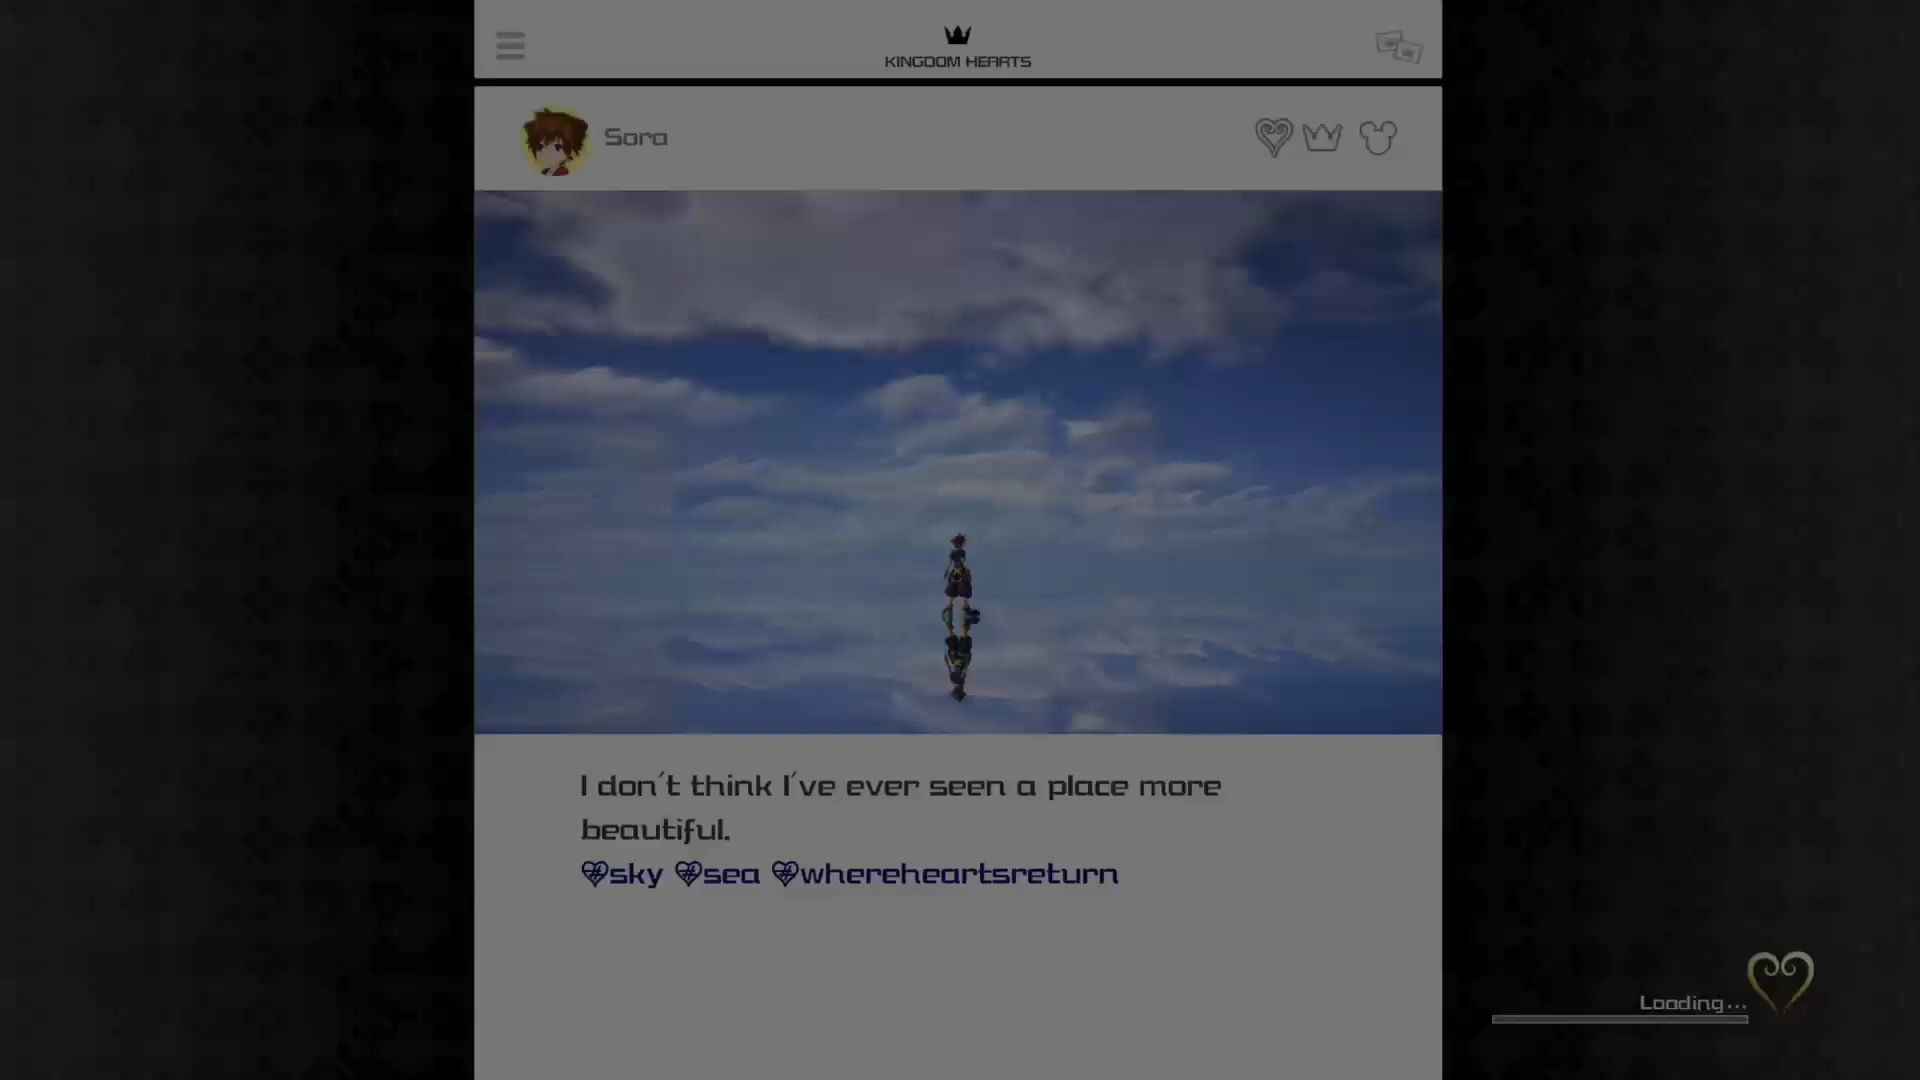 KINGDOM HEARTS
Sora
I don't think I've ever seen a place more
beautiful.
#sky #sea #whereheartsreturn
Loading...